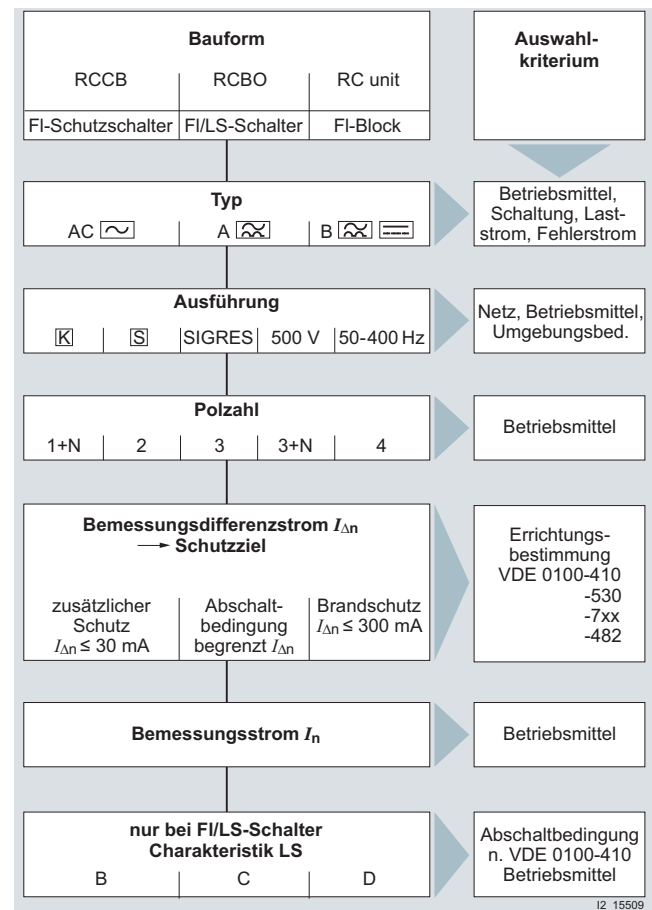 Bauform
RCCB RCBO RC unit
FI-Schutzschalter FI/LS-Schalter FI-Block
Auswahl-
kriterium
Typ
AC A B
Betriebsmittel,
Schaltung, Last-
strom, Fehlerstrom
Ausführung
K S SIGRES 500 V 50-400 Hz
Netz, Betriebsmittel,
Umgebungsbed.
Polzahl
1+N 2 3 3+N 4
Betriebsmittel
Bemessungsdifferenzstrom IΔn
→ Schutzziel
zusätzlicher
Schutz
IΔn ≤ 30 mA
Abschalt-
bedingung
begrenzt IΔn
Brandschutz
IΔn ≤ 300 mA
Errichtungs-
bestimmung
VDE 0100-410
-530
-7xx
-482
Bemessungsstrom In
Betriebsmittel
nur bei FI/LS-Schalter
Charakteristik LS
B C D
Abschaltbedingung
n. VDE 0100-410
Betriebsmittel
I2 15509